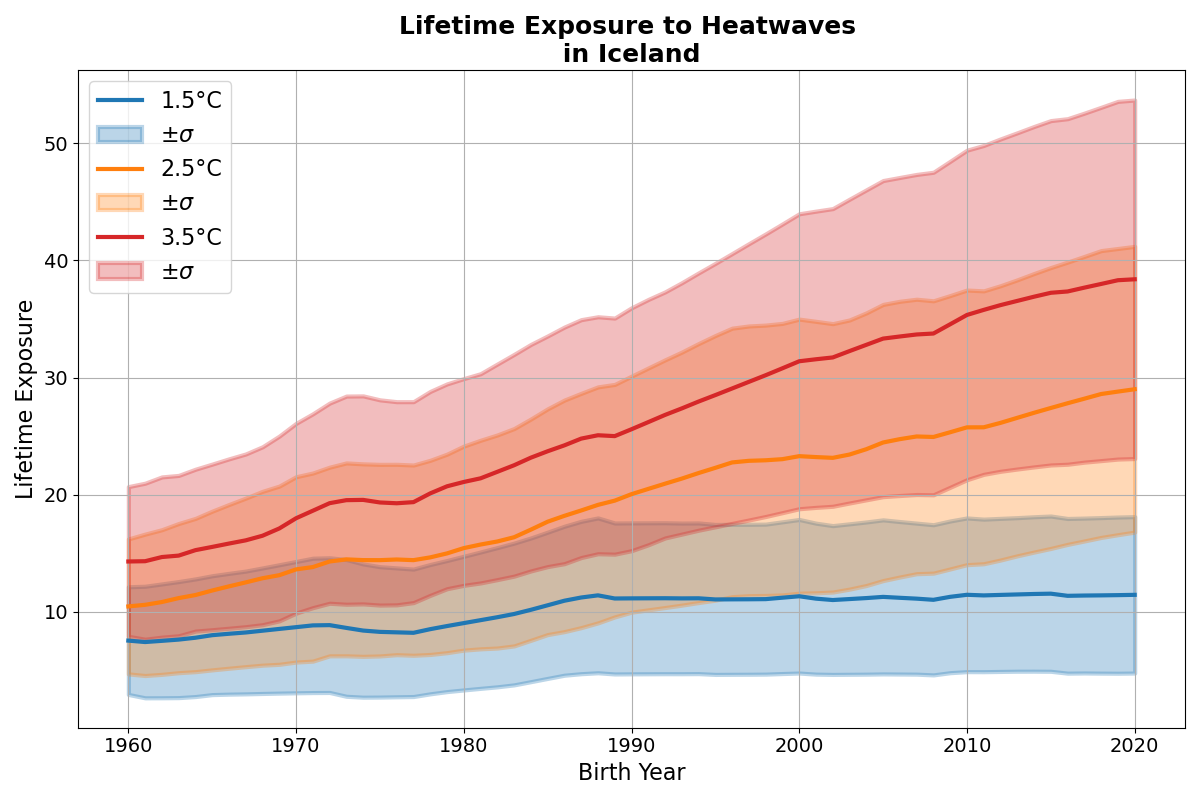 Lifetime Exposure to Heatwaves
in Iceland
1.5°C
±σ
2.5°C
±σ
3.5°C
±σ
Lifetime Exposure
50
40
30
20
10
1960 1970 1980 1990 2000 2010 2020
Birth Year